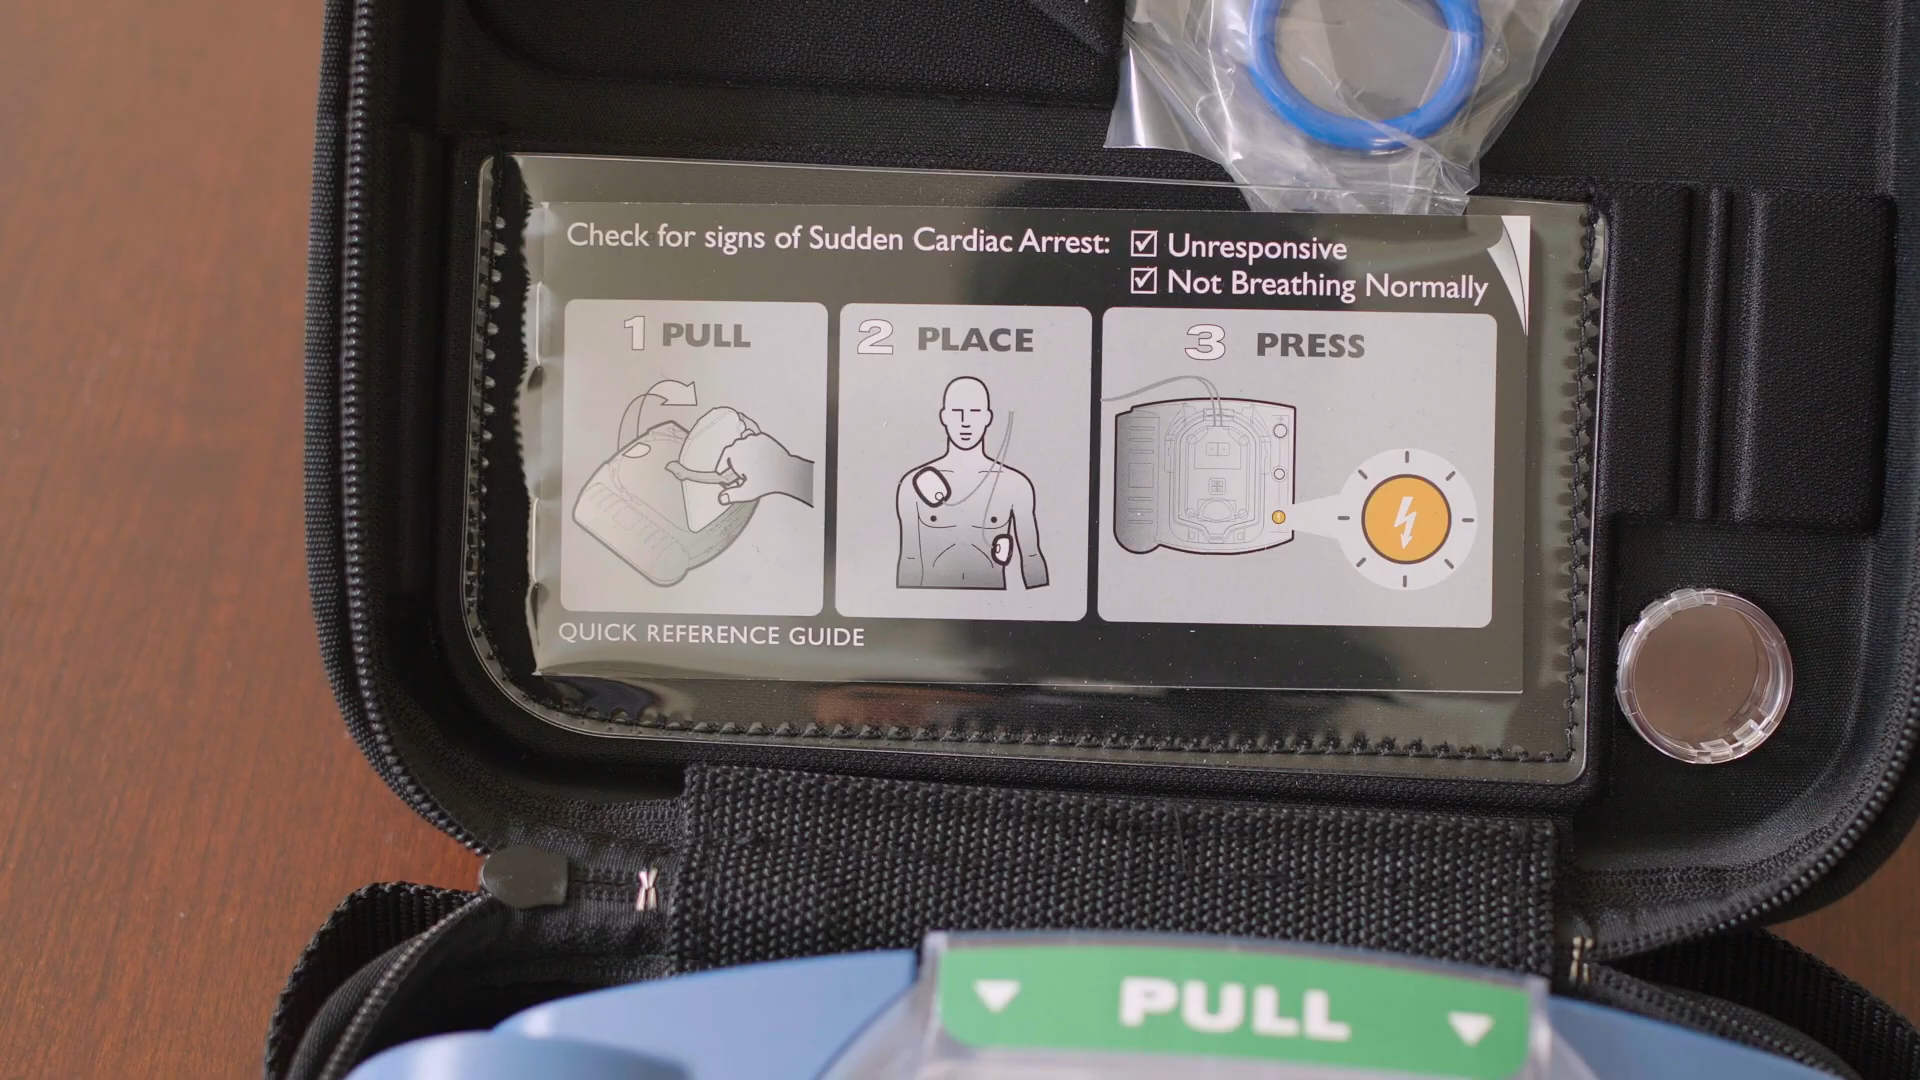 Check for signs of Sudden Cardiac Arrest: ☑ Unresponsive
☑ Not Breathing Normally
1 PULL
2 PLACE
3 PRESS
QUICK REFERENCE GUIDE
PULL